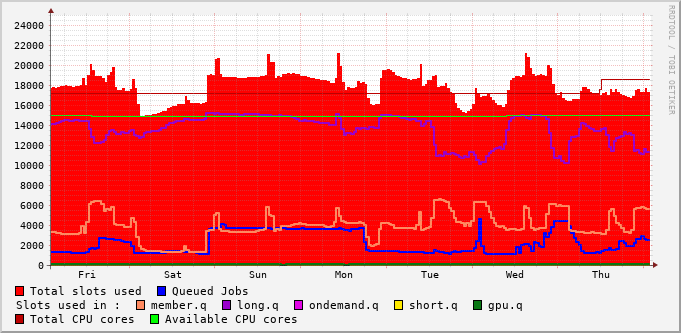 24000
22000
20000
18000
16000
14000
12000
10000
8000
6000
4000
2000
0
Fri Sat Sun Mon Tue Wed Thu
Total slots used Queued Jobs
Slots used in : member.q long.q ondemand.q short.q gpu.q
Total CPU cores Available CPU cores
RRDTOOL / TOBI OETIKER